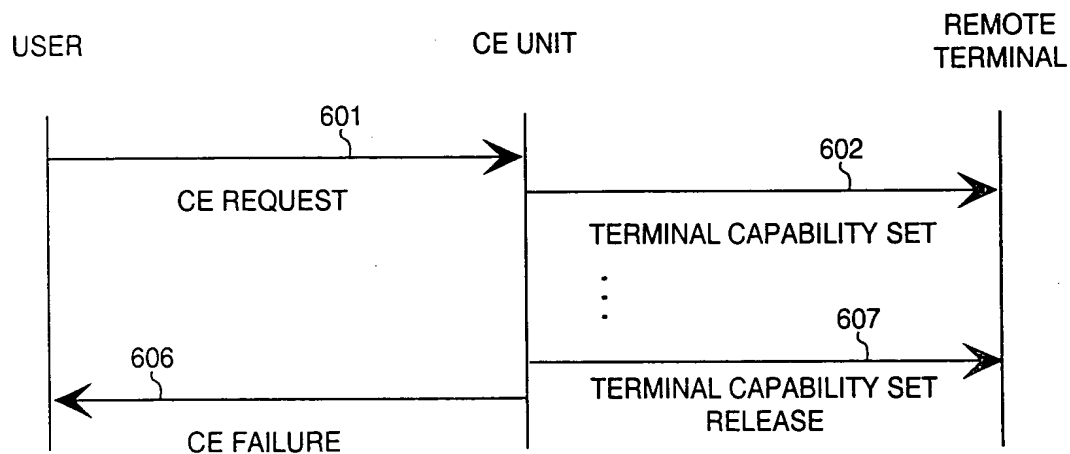 USER
CE UNIT
REMOTE
TERMINAL
601
602
CE REQUEST
TERMINAL CAPABILITY SET
607
606
TERMINAL CAPABILITY SET
RELEASE
CE FAILURE